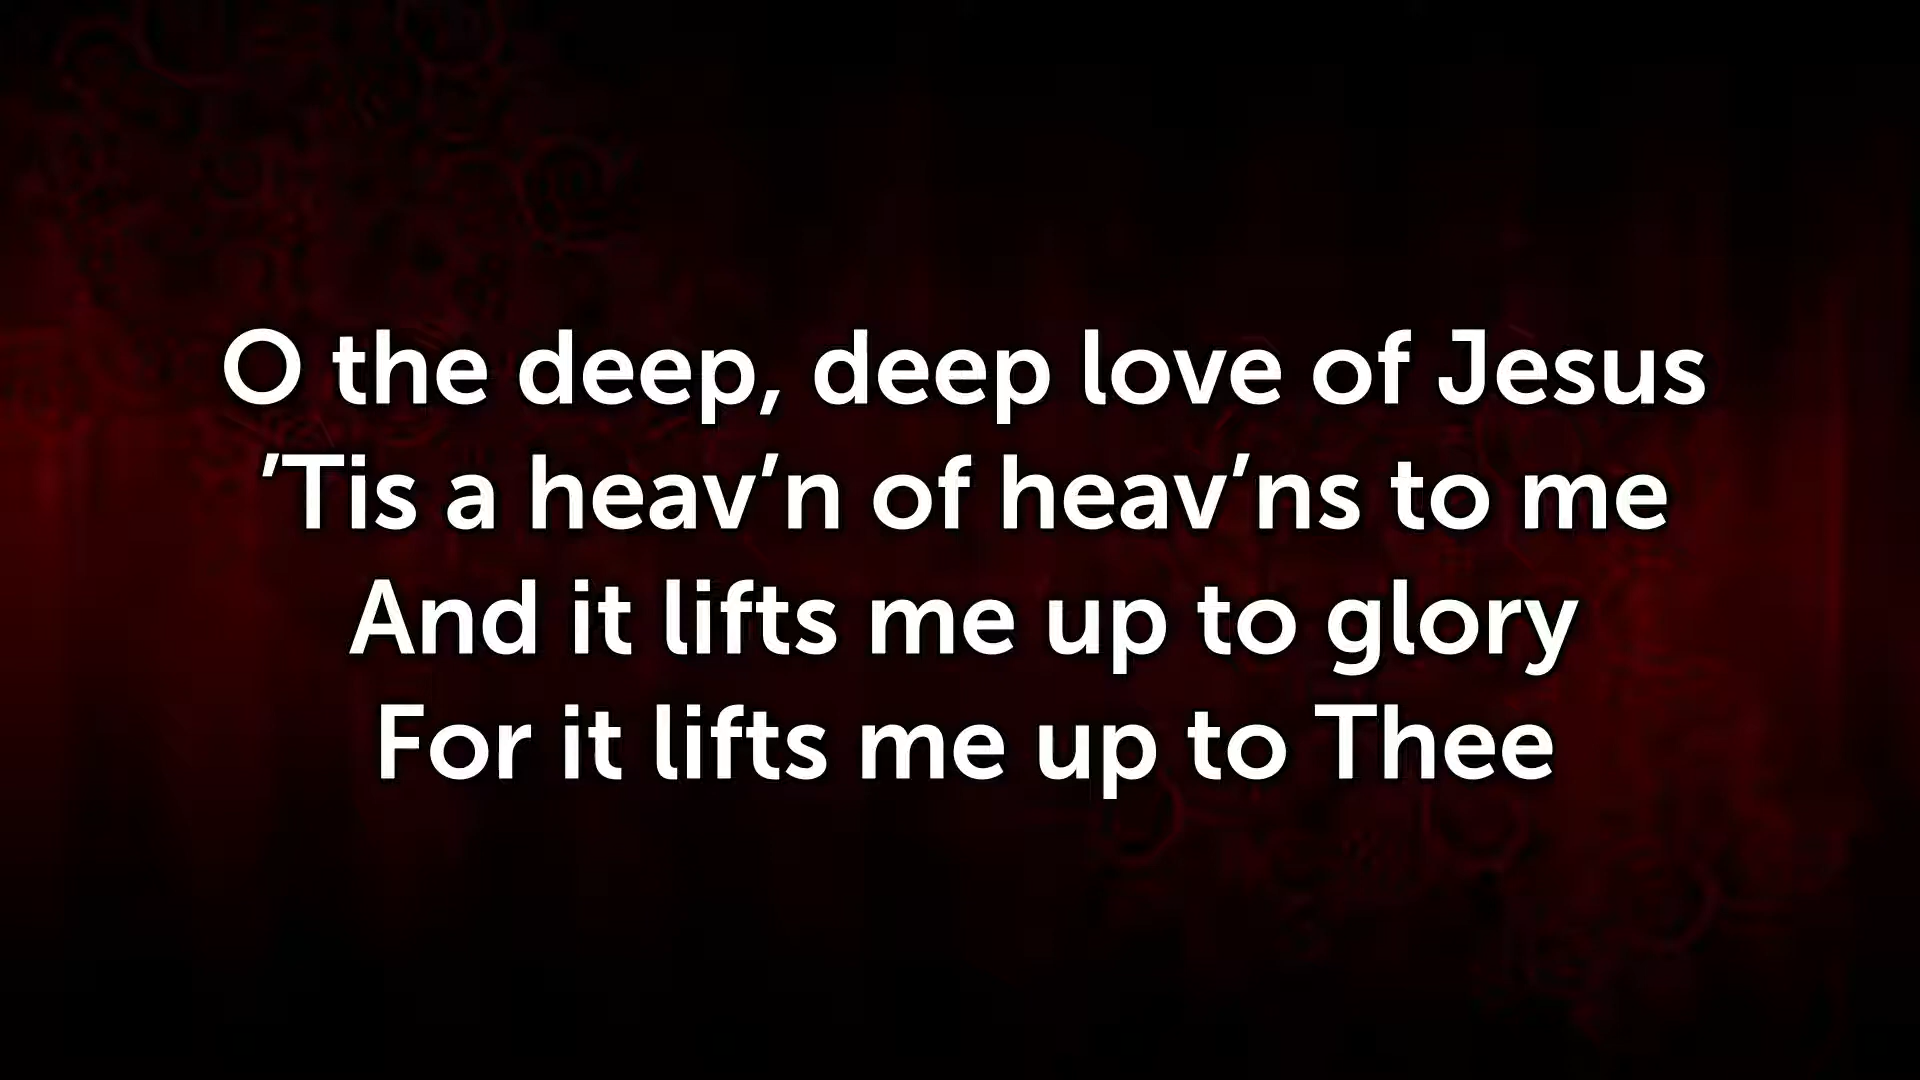 O the deep, deep love of Jesus
’Tis a heav’n of heav’ns to me
And it lifts me up to glory
For it lifts me up to Thee